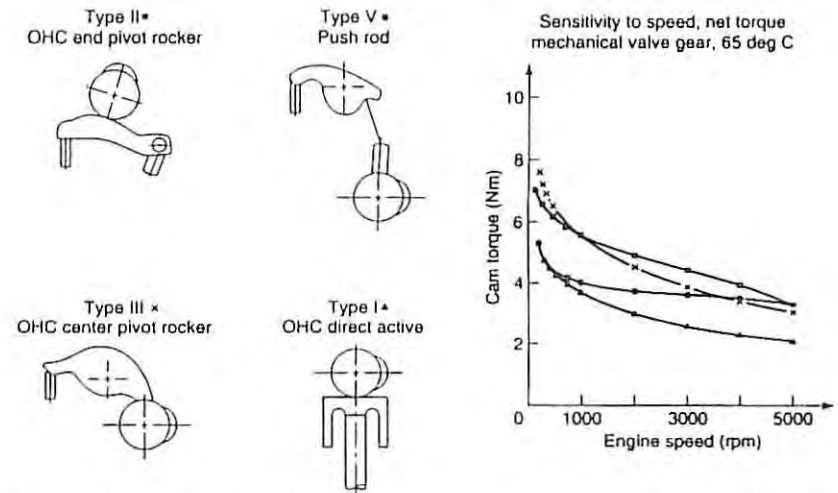 Type II ▪
OHC end pivot rocker
Type V •
Push rod
Type III ×
OHC center pivot rocker
Type I ▴
OHC direct active
Sensitivity to speed, net torque
mechanical valve gear, 65 deg C
10
8
6
4
2
0
Cam torque (Nm)
1000
3000
5000
Engine speed (rpm)